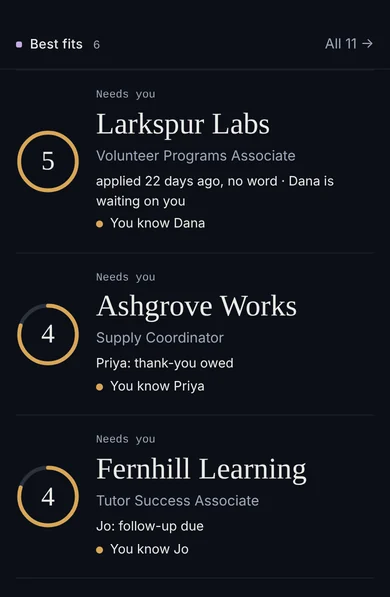 Best fits 6
All 11 →
Needs you
Larkspur Labs
5
Volunteer Programs Associate
applied 22 days ago, no word · Dana is
waiting on you
You know Dana
Needs you
Ashgrove Works
4
Supply Coordinator
Priya: thank-you owed
You know Priya
Needs you
Fernhill Learning
4
Tutor Success Associate
Jo: follow-up due
You know Jo